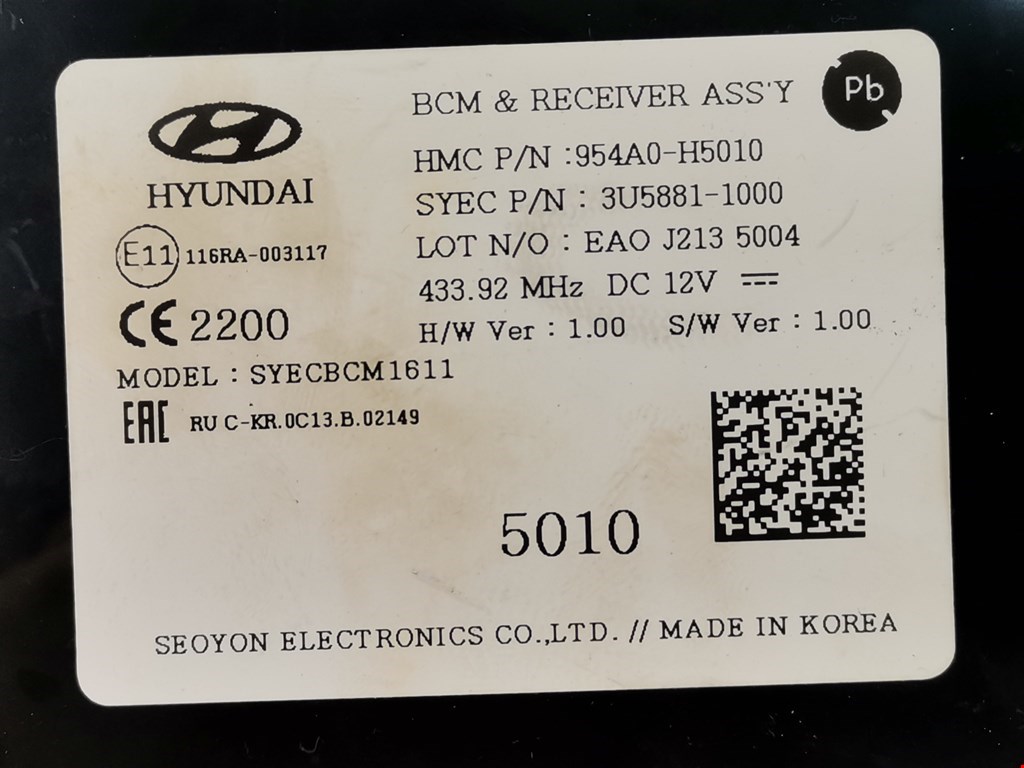 BCM & RECEIVER ASS'Y
Pb
HYUNDAI
HMC P/N :954A0-H5010
SYEC P/N : 3U5881-1000
LOT N/O : EAO J213 5004
E11 116RA-003117
433.92 MHz DC 12V
CE 2200
H/W Ver : 1.00 S/W Ver : 1.00
MODEL : SYECBCM1611
EAC RU C-KR.0C13.B.02149
5010
SEOYON ELECTRONICS CO.,LTD. // MADE IN KOREA